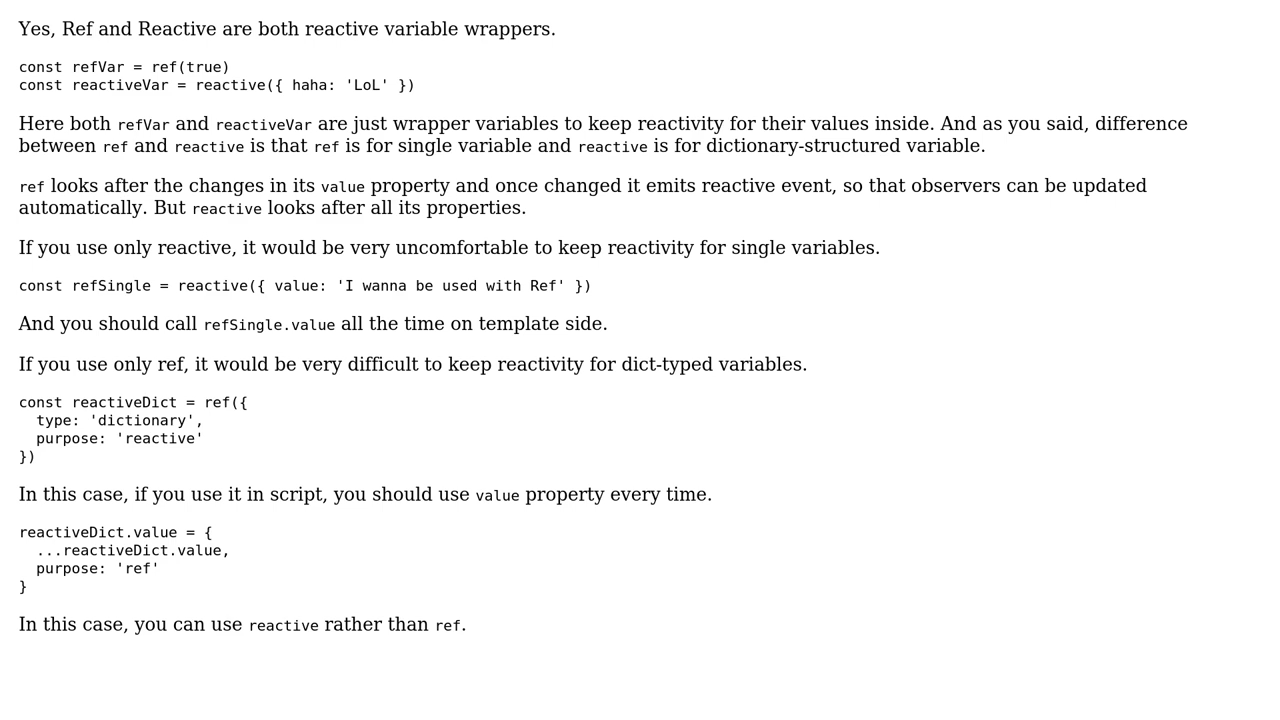 Yes, Ref and Reactive are both reactive variable wrappers.
const refVar = ref(true)
const reactiveVar = reactive({ haha: 'LoL' })
Here both refVar and reactiveVar are just wrapper variables to keep reactivity for their values inside. And as you said, difference
between ref and reactive is that ref is for single variable and reactive is for dictionary-structured variable.
ref looks after the changes in its value property and once changed it emits reactive event, so that observers can be updated
automatically. But reactive looks after all its properties.
If you use only reactive, it would be very uncomfortable to keep reactivity for single variables.
const refSingle = reactive({ value: 'I wanna be used with Ref' })
And you should call refSingle.value all the time on template side.
If you use only ref, it would be very difficult to keep reactivity for dict-typed variables.
const reactiveDict = ref({
  type: 'dictionary',
  purpose: 'reactive'
})
In this case, if you use it in script, you should use value property every time.
reactiveDict.value = {
  ...reactiveDict.value,
  purpose: 'ref'
}
In this case, you can use reactive rather than ref.